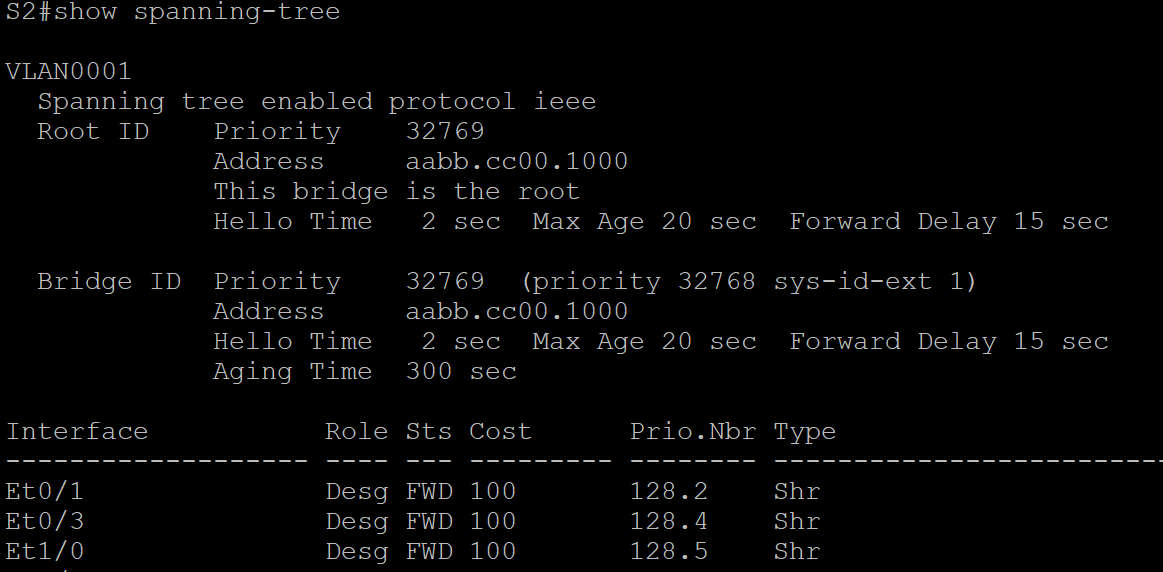 S2#show spanning-tree
VLAN0001
  Spanning tree enabled protocol ieee
  Root ID    Priority    32769
             Address     aabb.cc00.1000
             This bridge is the root
             Hello Time   2 sec  Max Age 20 sec  Forward Delay 15 sec
  Bridge ID  Priority    32769  (priority 32768 sys-id-ext 1)
             Address     aabb.cc00.1000
             Hello Time   2 sec  Max Age 20 sec  Forward Delay 15 sec
             Aging Time  300 sec
Interface           Role Sts Cost      Prio.Nbr Type
------------------- ---- --- --------- -------- -------------------------
Et0/1               Desg FWD 100       128.2    Shr
Et0/3               Desg FWD 100       128.4    Shr
Et1/0               Desg FWD 100       128.5    Shr